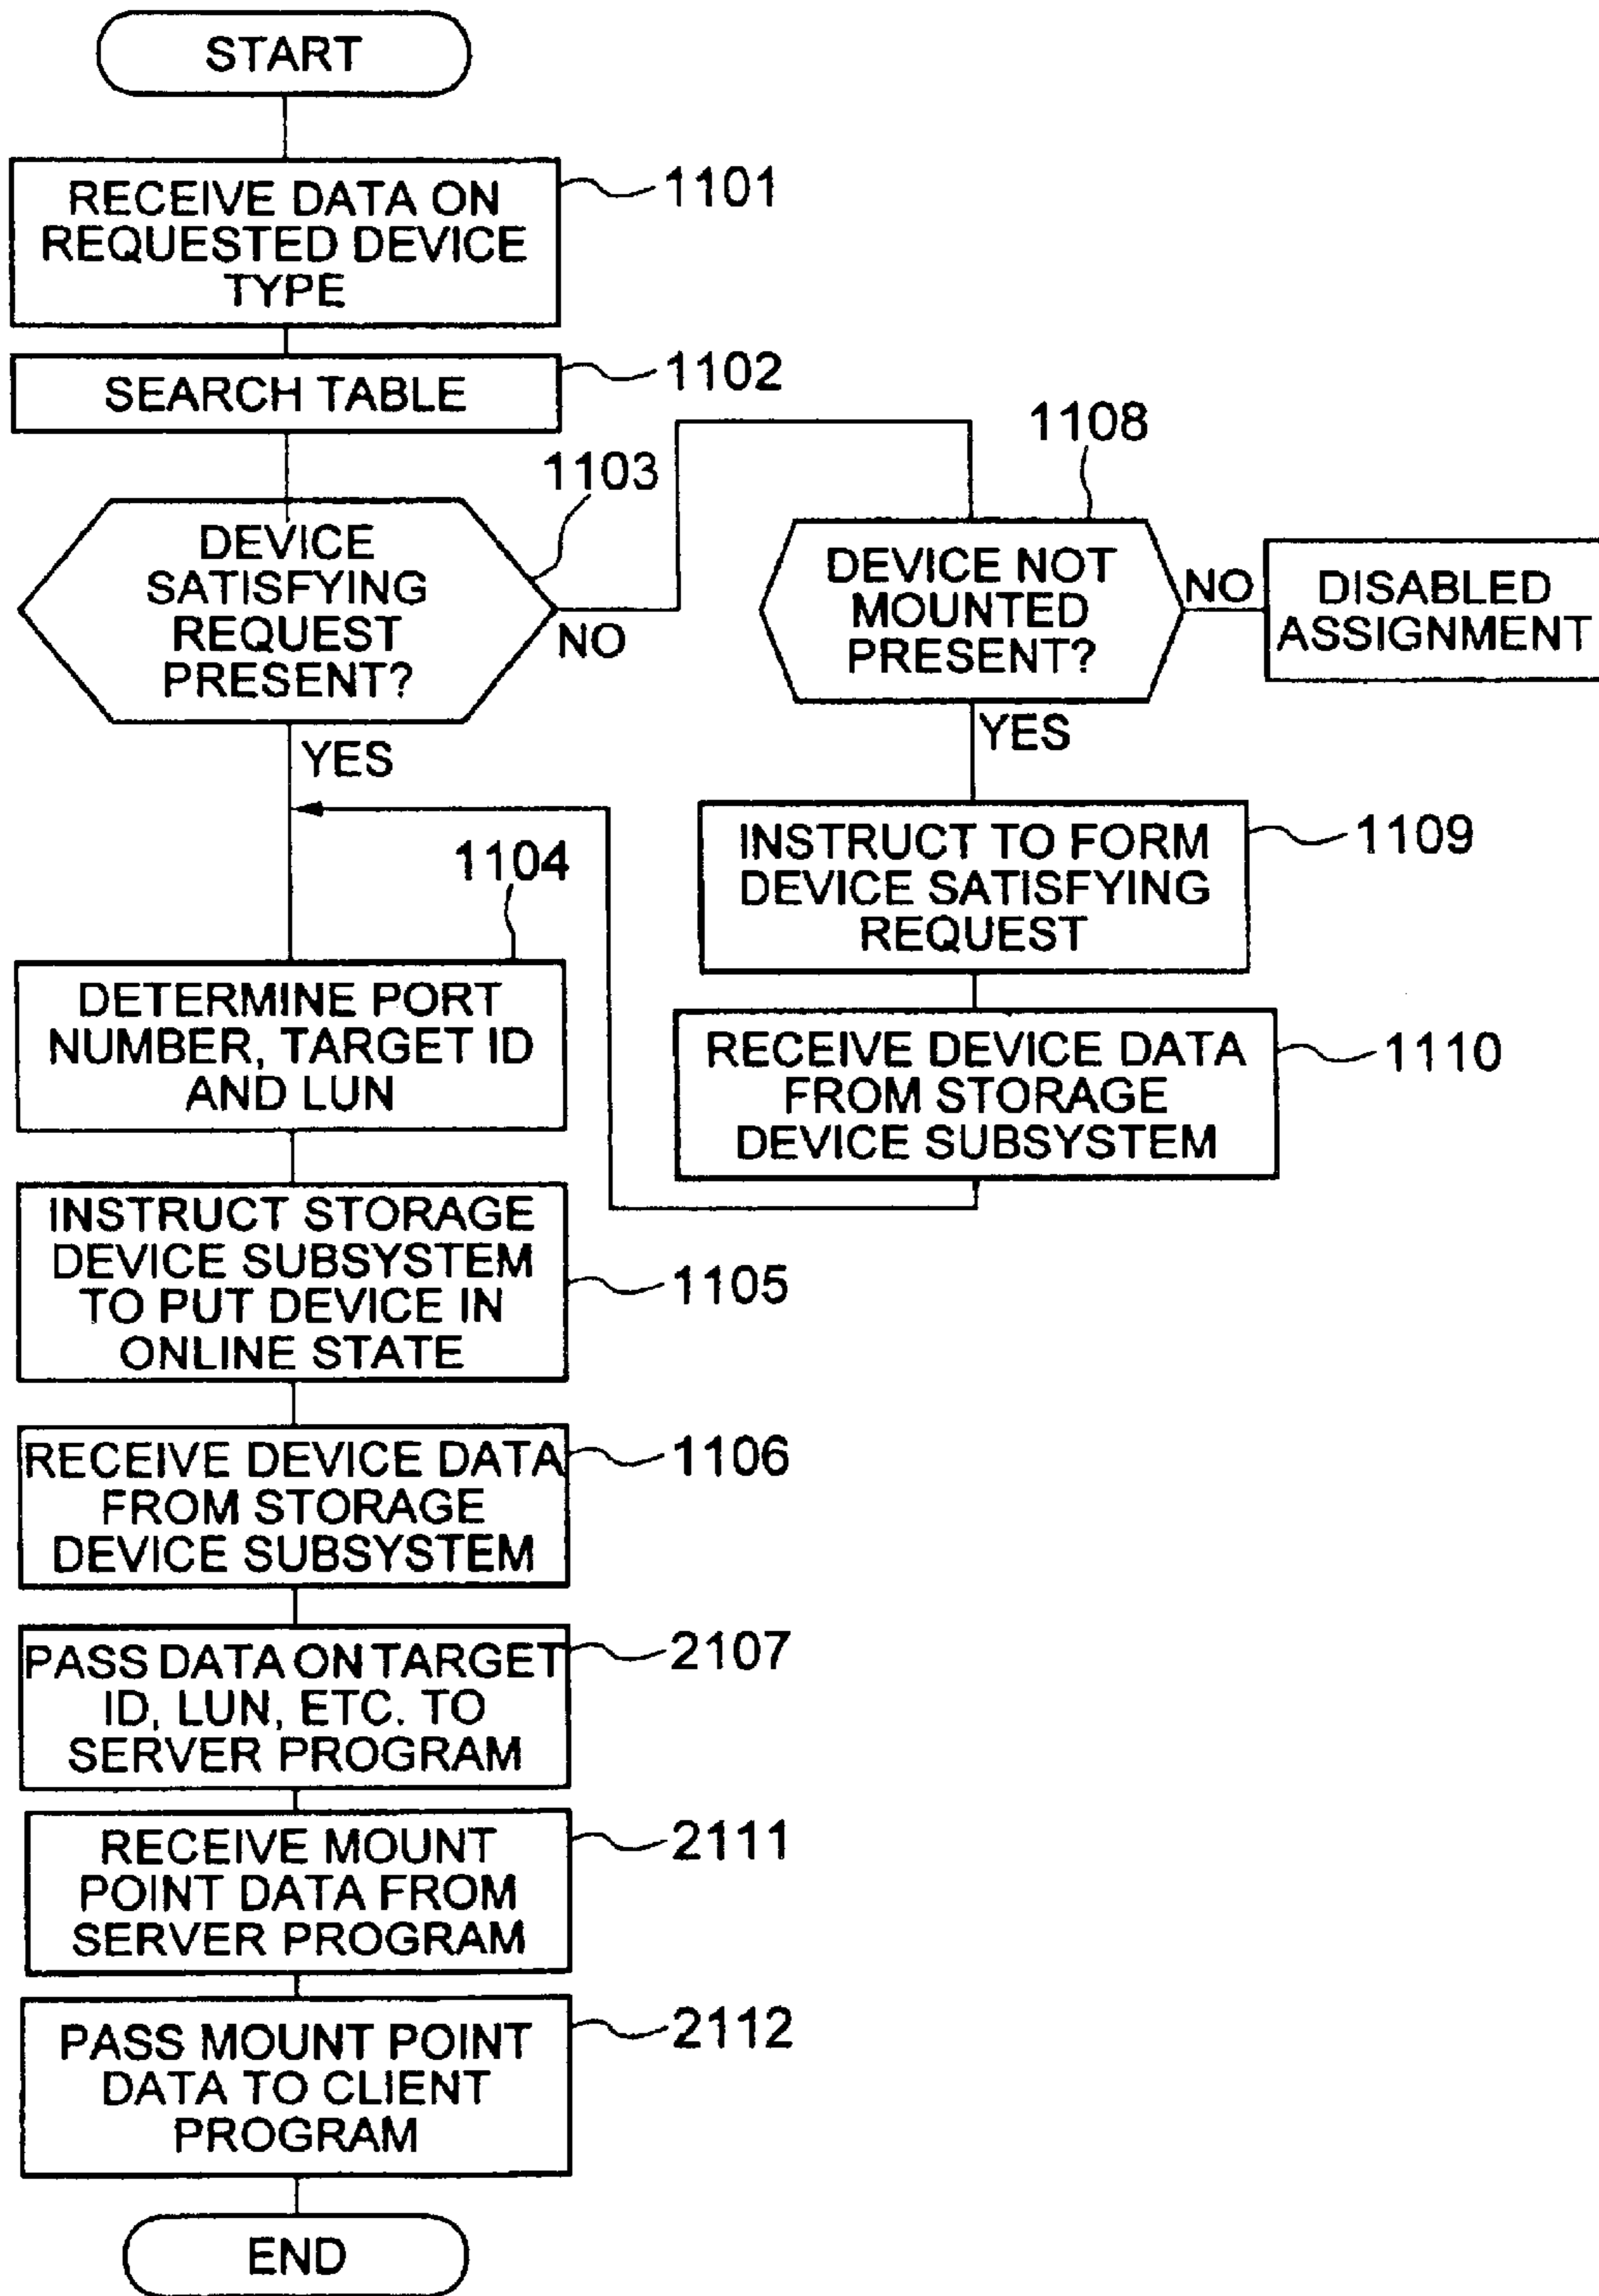 START
RECEIVE DATA ON
REQUESTED DEVICE
TYPE
1101
SEARCH TABLE
1102
DEVICE
SATISFYING
REQUEST
PRESENT?
1103
NO
YES
1108
DEVICE NOT
MOUNTED
PRESENT?
NO
DISABLED
ASSIGNMENT
YES
INSTRUCT TO FORM
DEVICE SATISFYING
REQUEST
1109
RECEIVE DEVICE DATA
FROM STORAGE
DEVICE SUBSYSTEM
1110
1104
DETERMINE PORT
NUMBER, TARGET ID
AND LUN
INSTRUCT STORAGE
DEVICE SUBSYSTEM
TO PUT DEVICE IN
ONLINE STATE
1105
RECEIVE DEVICE DATA
FROM STORAGE
DEVICE SUBSYSTEM
1106
PASS DATA ON TARGET
ID, LUN, ETC. TO
SERVER PROGRAM
2107
RECEIVE MOUNT
POINT DATA FROM
SERVER PROGRAM
2111
PASS MOUNT POINT
DATA TO CLIENT
PROGRAM
2112
END